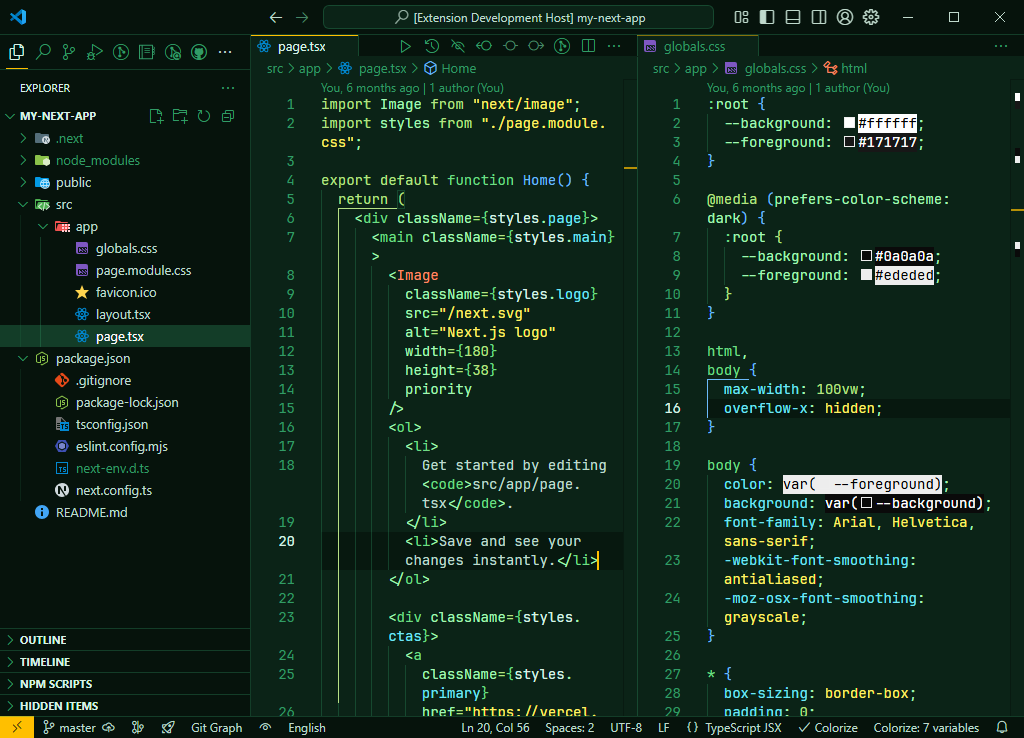 [Extension Development Host] my-next-app
EXPLORER
MY-NEXT-APP
.next
node_modules
public
src
app
globals.css
page.module.css
favicon.ico
layout.tsx
page.tsx
package.json
.gitignore
package-lock.json
tsconfig.json
eslint.config.mjs
next-env.d.ts
next.config.ts
README.md
OUTLINE
TIMELINE
NPM SCRIPTS
HIDDEN ITEMS
page.tsx
src > app > page.tsx > Home
You, 6 months ago | 1 author (You)
1 import Image from "next/image";
2 import styles from "./page.module.
css";
3
4 export default function Home() {
5 return (
6 <div className={styles.page}>
7 <main className={styles.main}
>
8 <Image
9 className={styles.logo}
10 src="/next.svg"
11 alt="Next.js logo"
12 width={180}
13 height={38}
14 priority
15 />
16 <ol>
17 <li>
18 Get started by editing
<code>src/app/page.
tsx</code>.
19 </li>
20 <li>Save and see your
changes instantly.</li>
21 </ol>
22
23 <div className={styles.
ctas}>
24 <a
25 className={styles.
primary}
26 href="https://vercel.
globals.css
src > app > globals.css > html
You, 6 months ago | 1 author (You)
1 :root {
2 --background: #ffffff;
3 --foreground: #171717;
4 }
5
6 @media (prefers-color-scheme:
dark) {
7 :root {
8 --background: #0a0a0a;
9 --foreground: #ededed;
10 }
11 }
12
13 html,
14 body {
15 max-width: 100vw;
16 overflow-x: hidden;
17 }
18
19 body {
20 color: var( --foreground);
21 background: var( --background);
22 font-family: Arial, Helvetica,
sans-serif;
23 -webkit-font-smoothing:
antialiased;
24 -moz-osx-font-smoothing:
grayscale;
25 }
26
27 * {
28 box-sizing: border-box;
29 padding: 0;
master
Git Graph
English
Ln 20, Col 56
Spaces: 2
UTF-8
LF
{ } TypeScript JSX
Colorize
Colorize: 7 variables